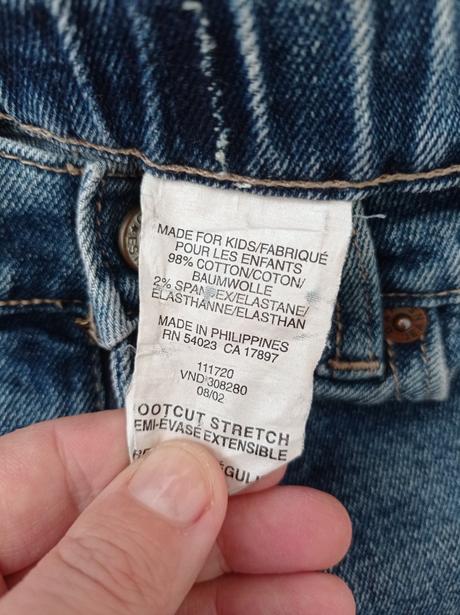 MADE FOR KIDS/FABRIQUÉ
POUR LES ENFANTS
98% COTTON/COTON/
BAUMWOLLE
2% SPANDEX/ELASTANE/
ELASTHANNE/ELASTHAN
MADE IN PHILIPPINES
RN 54023 CA 17897
111720
VND 308280
08/02
OOTCUT STRETCH
EMI-ÉVASÉ EXTENSIBLE